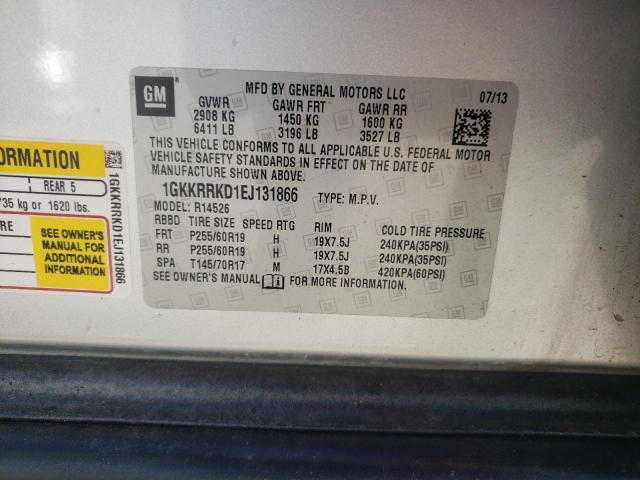 GM
MFD BY GENERAL MOTORS LLC 07/13
GVWR GAWR FRT GAWR RR
2908 KG 1450 KG 1600 KG
6411 LB 3196 LB 3527 LB
THIS VEHICLE CONFORMS TO ALL APPLICABLE U.S. FEDERAL MOTOR
VEHICLE SAFETY STANDARDS IN EFFECT ON THE DATE OF
MANUFACTURE SHOWN ABOVE.
1GKKRRKD1EJ131866 TYPE: M.P.V.
MODEL: R14526
RBBD TIRE SIZE SPEED RTG RIM COLD TIRE PRESSURE
FRT P255/60R19 H 19X7.5J 240KPA(35PSI)
RR P255/60R19 H 19X7.5J 240KPA(35PSI)
SPA T145/70R17 M 17X4.5B 420KPA(60PSI)
SEE OWNER'S MANUAL FOR MORE INFORMATION.
ORMATION
REAR 5
735 kg or 1620 lbs.
RE
SEE OWNER'S
MANUAL FOR
ADDITIONAL
INFORMATION
1GKKRRKD1EJ131866